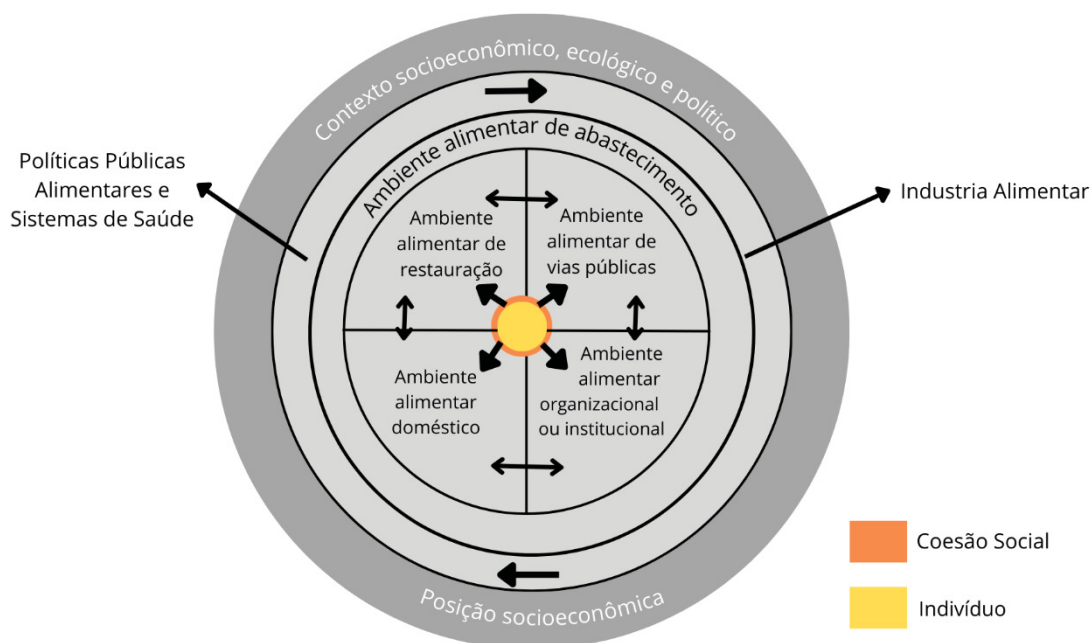 Contexto socioeconômico, ecológico e político
Ambiente alimentar de abastecimento
Políticas Públicas
Alimentares e
Sistemas de Saúde
Industria Alimentar
Ambiente
alimentar de
restauração
Ambiente
alimentar de
vias públicas
Ambiente
alimentar
doméstico
Ambiente
alimentar
organizacional
ou institucional
Posição socioeconômica
Coesão Social
Indivíduo